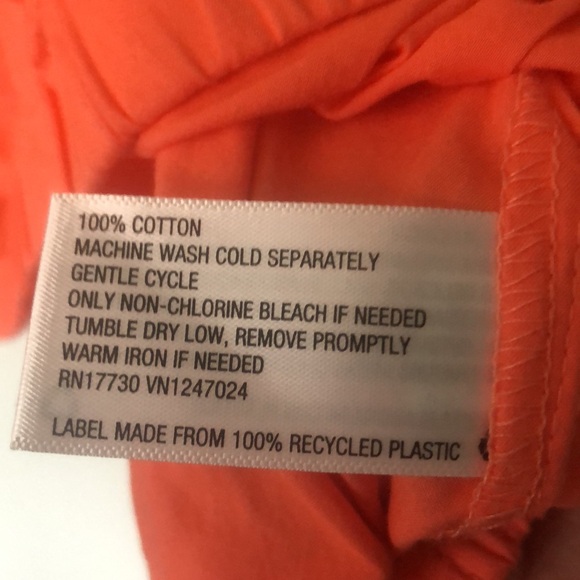 100% COTTON
MACHINE WASH COLD SEPARATELY
GENTLE CYCLE
ONLY NON-CHLORINE BLEACH IF NEEDED
TUMBLE DRY LOW, REMOVE PROMPTLY
WARM IRON IF NEEDED
RN17730 VN1247024
LABEL MADE FROM 100% RECYCLED PLASTIC